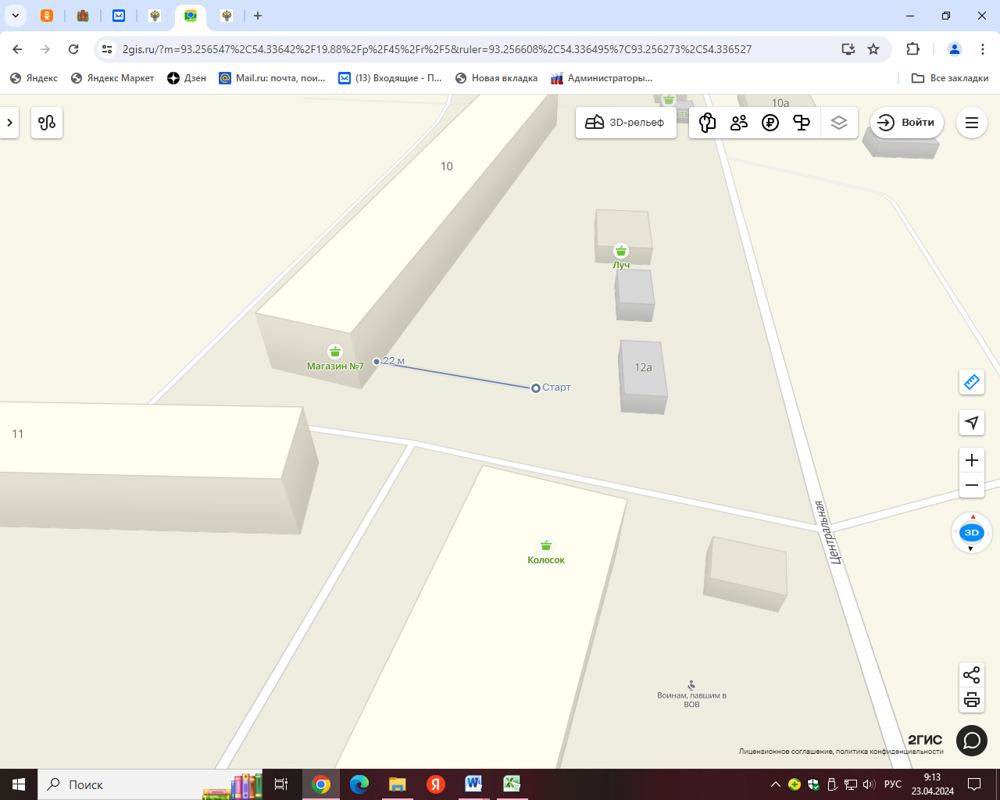 2gis.ru/?m=93.256547%2C54.33642%2F19.88%2Fp%2F45%2Fr%2F5&ruler=93.256608%2C54.336495%7C93.256273%2C54.336527
Яндекс
Яндекс Маркет
Дзен
Mail.ru: почта, пои...
(13) Входящие - П...
Новая вкладка
Администраторы...
Все закладки
10а
3D-рельеф
Войти
10
Луч
Магазин №7
22 м
Старт
12а
11
Колосок
Центральная
3D
Воинам, павшим в
ВОВ
2ГИС
Лицензионное соглашение, политика конфиденциальности
Поиск
РУС
9:13
23.04.2024